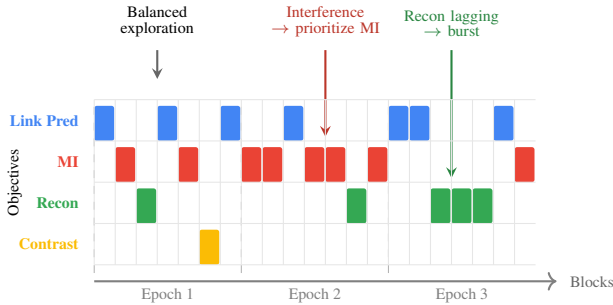 Balanced
exploration
Interference
→ prioritize MI
Recon lagging
→ burst
Objectives
Link Pred
MI
Recon
Contrast
Epoch 1
Epoch 2
Epoch 3
Blocks